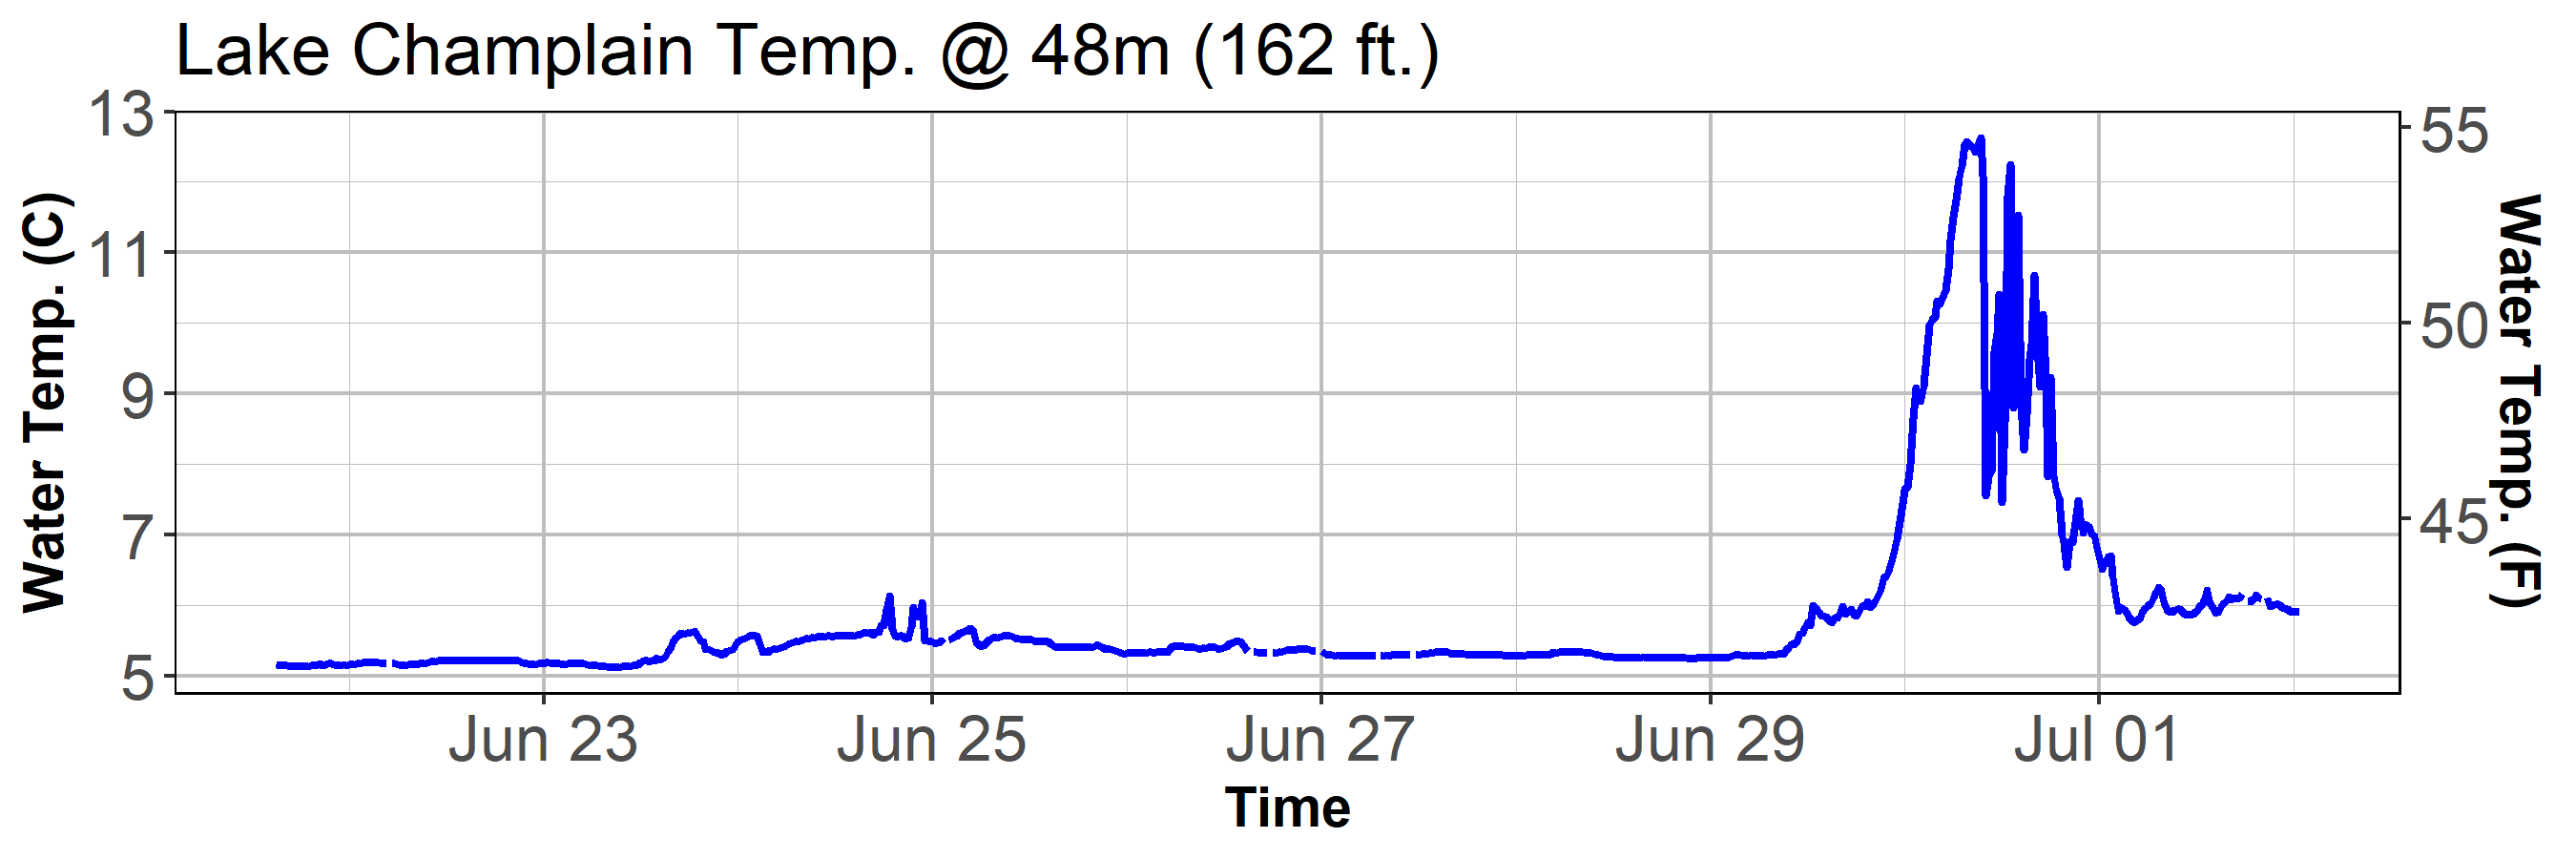 Lake Champlain Temp. @ 48m (162 ft.)
Water Temp. (C)
13
11
9
7
5
55
50
45
Water Temp. (F)
Jun 23 Jun 25 Jun 27 Jun 29 Jul 01
Time